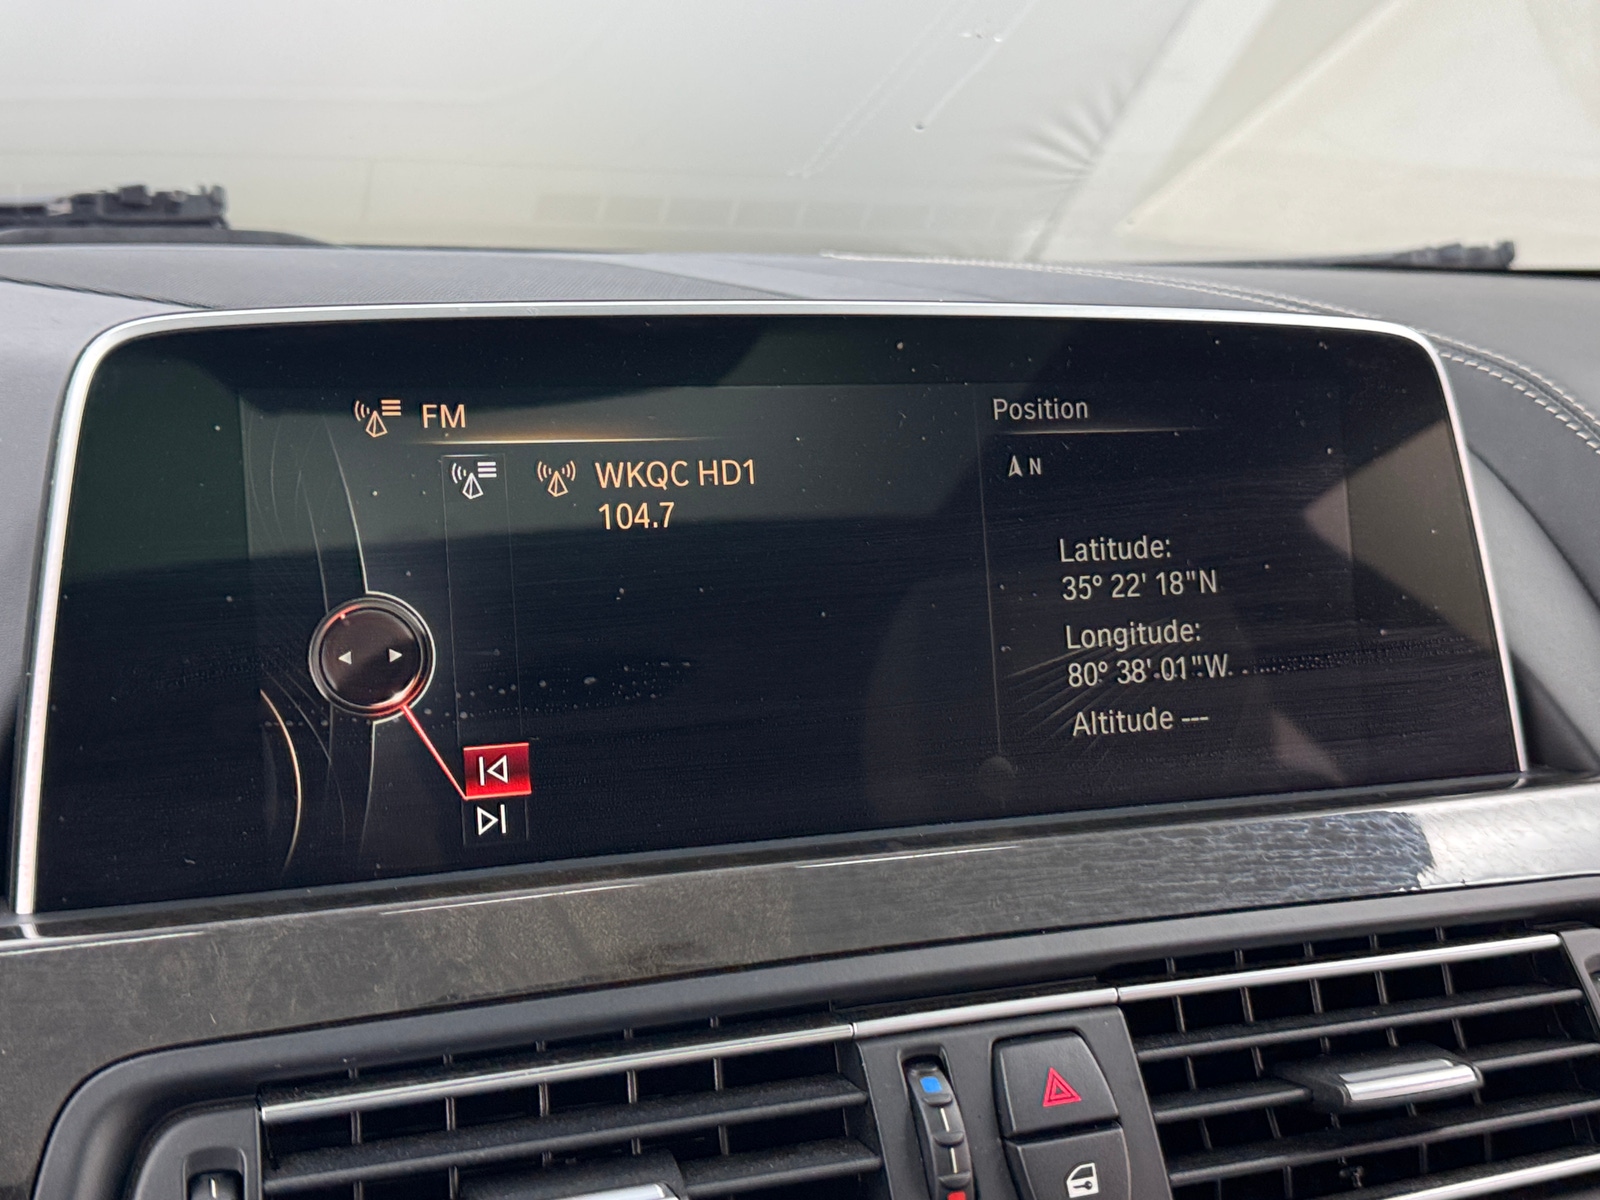 FM
WKQC HD1
104.7
Position
N
Latitude:
35° 22' 18"N
Longitude:
80° 38' 01"W
Altitude ---